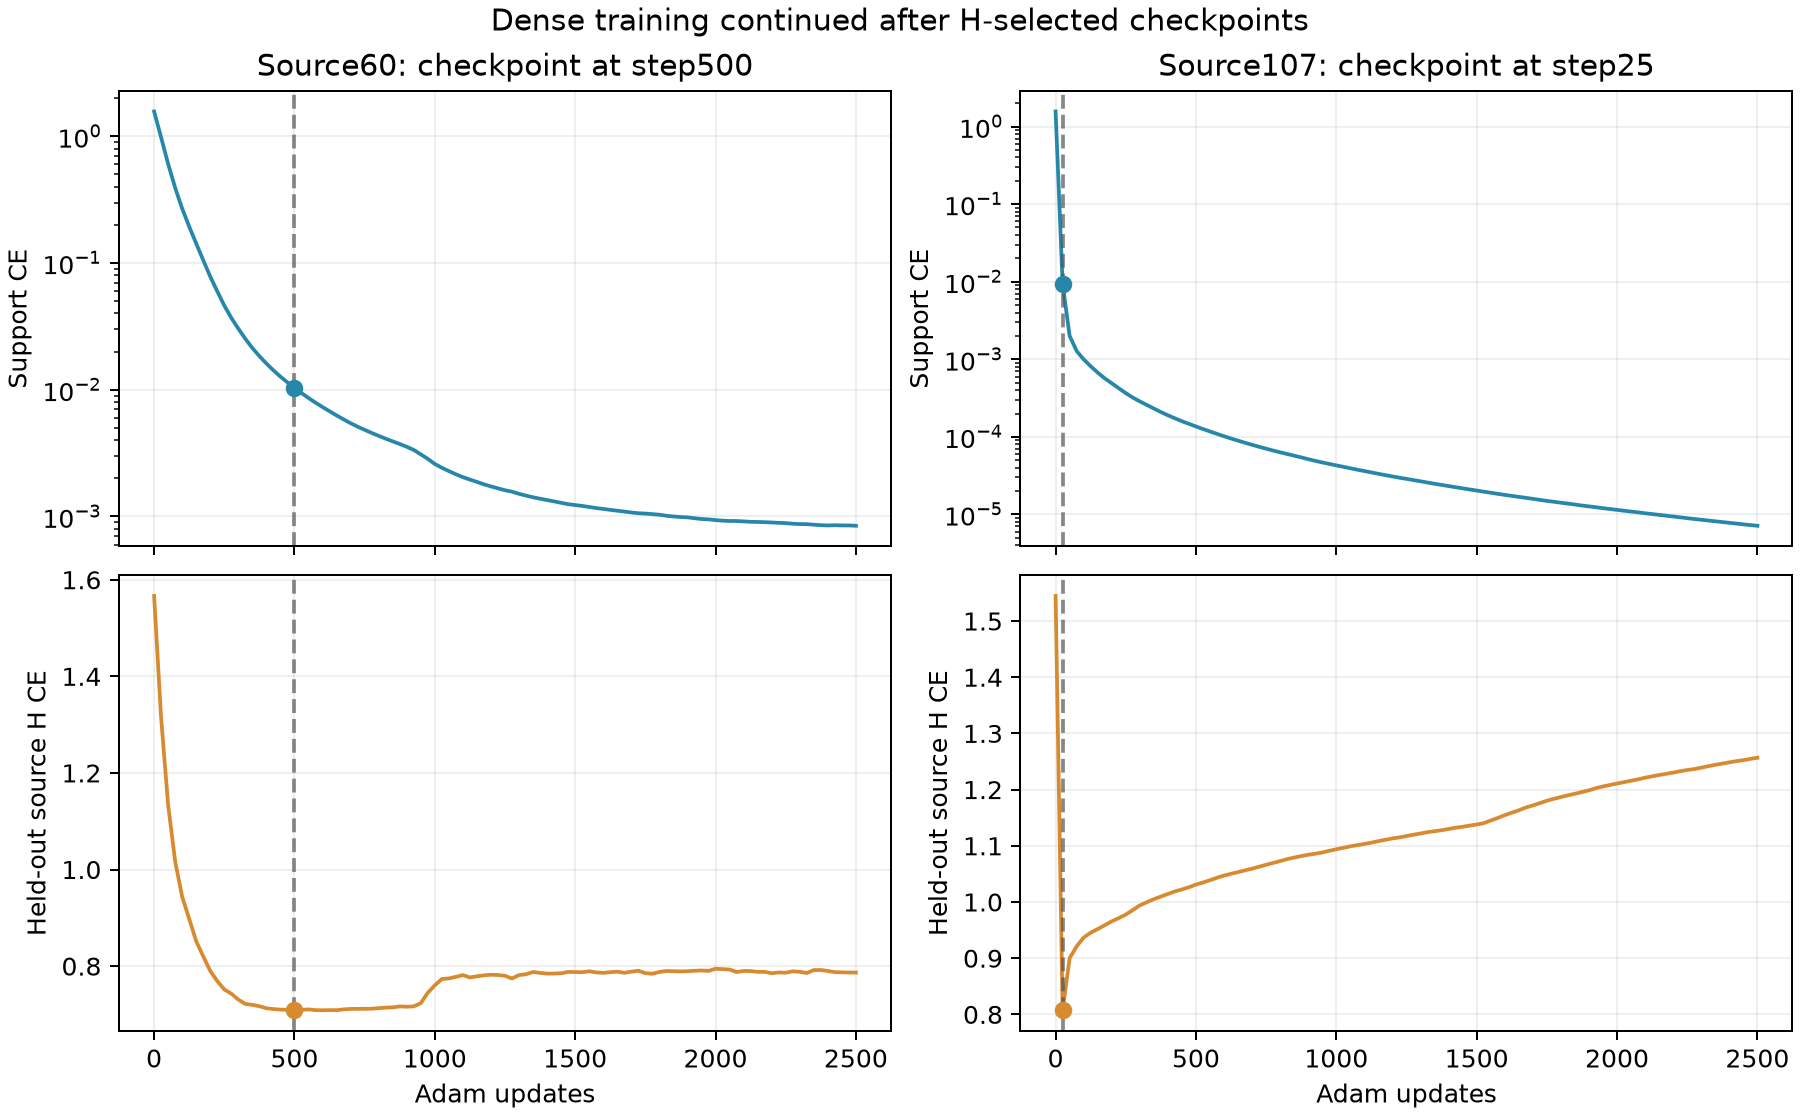 Dense training continued after H-selected checkpoints
Source60: checkpoint at step500
Source107: checkpoint at step25
Support CE
10⁰
10⁻¹
10⁻²
10⁻³
Support CE
10⁰
10⁻¹
10⁻²
10⁻³
10⁻⁴
10⁻⁵
Held-out source H CE
1.6
1.4
1.2
1.0
0.8
0 500 1000 1500 2000 2500
Adam updates
Held-out source H CE
1.5
1.4
1.3
1.2
1.1
1.0
0.9
0.8
0 500 1000 1500 2000 2500
Adam updates